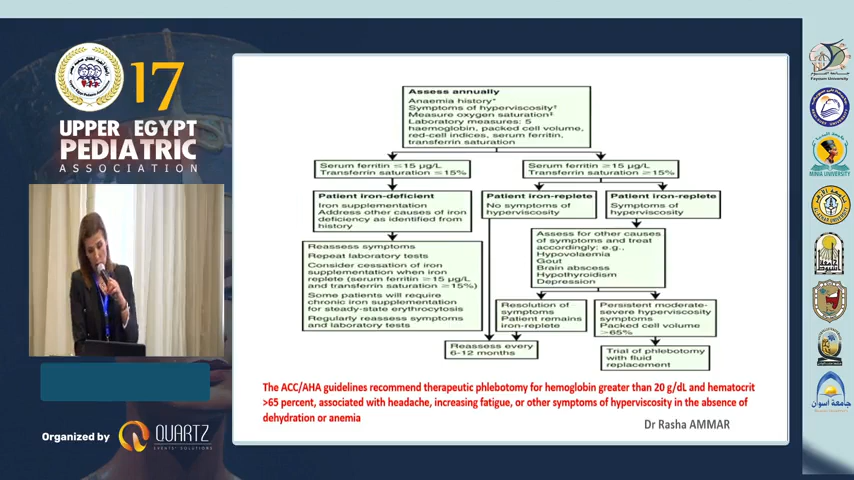 17
UPPER EGYPT
PEDIATRIC
ASSOCIATION
Organized by
QUARTZ
EVENTS' SOLUTIONS
Assess annually
Anaemia history*
Symptoms of hyperviscosity†
Measure oxygen saturation‡
Laboratory measures: 5
haemoglobin, packed cell volume,
red-cell indices, serum ferritin,
transferrin saturation
Serum ferritin ≤15 µg/L
Transferrin saturation ≤15%
Serum ferritin ≥15 µg/L
Transferrin saturation ≥15%
Patient iron-deficient
Iron supplementation
Address other causes of iron
deficiency as identified from
history
Patient iron-replete
No symptoms of
hyperviscosity
Patient iron-replete
Symptoms of
hyperviscosity
Reassess symptoms
Repeat laboratory tests
Consider cessation of iron
supplementation when iron
replete (serum ferritin ≥15 µg/L
and transferrin saturation ≥15%)
Some patients will require
chronic iron supplementation
for steady-state erythrocytosis
Regularly reassess symptoms
and laboratory tests
Assess for other causes
of symptoms and treat
accordingly: e.g.,
Hypovolaemia
Gout
Brain abscess
Hypothyroidism
Depression
Resolution of
symptoms
Patient remains
iron-replete
Persistent moderate-
severe hyperviscosity
symptoms
Packed cell volume
>65%
Reassess every
6-12 months
Trial of phlebotomy
with fluid
replacement
The ACC/AHA guidelines recommend therapeutic phlebotomy for hemoglobin greater than 20 g/dL and hematocrit
>65 percent, associated with headache, increasing fatigue, or other symptoms of hyperviscosity in the absence of
dehydration or anemia
Dr Rasha AMMAR
Fayoum University
MINIA UNIVERSITY
جامعة أسوان